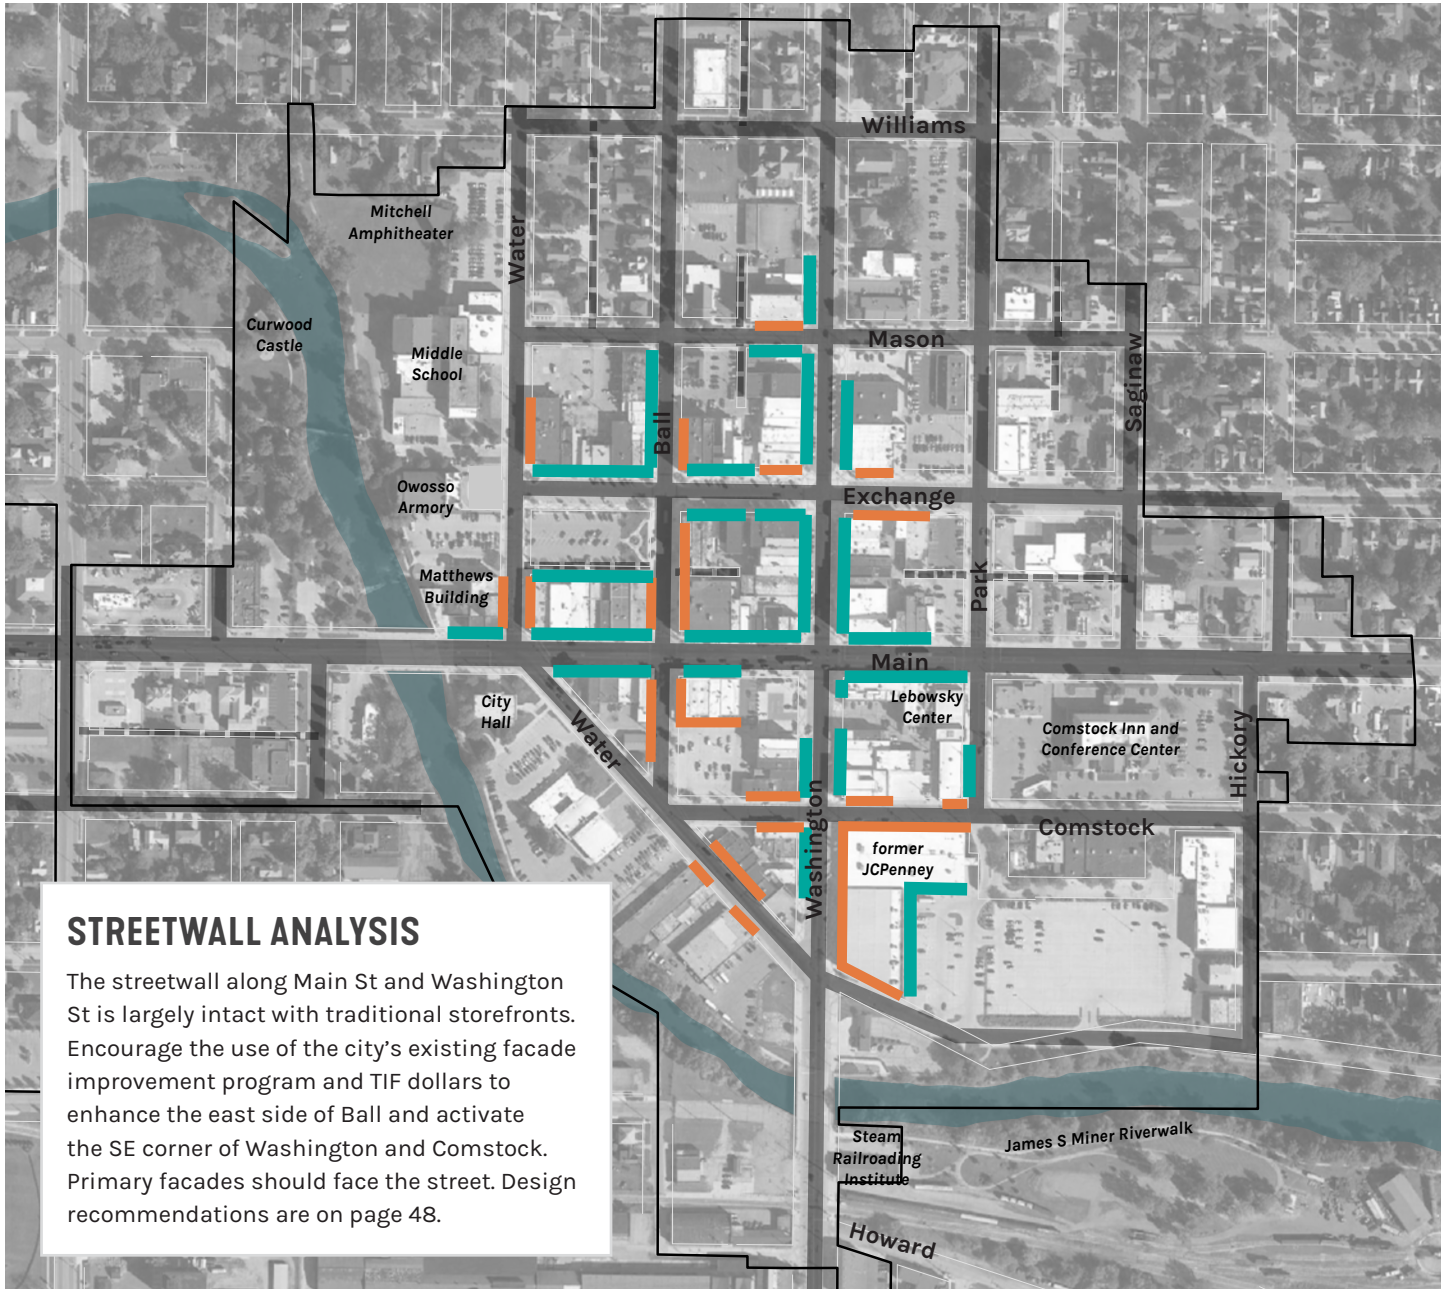 Williams
Mitchell
Amphitheater
Water
Curwood
Castle
Middle
School
Mason
Saginaw
Ball
Owosso
Armory
Exchange
Matthews
Building
Park
Main
City
Hall
Water
Lebowsky
Center
Comstock Inn and
Conference Center
Hickory
Washington
Comstock
former
JCPenney
STREETWALL ANALYSIS
The streetwall along Main St and Washington
St is largely intact with traditional storefronts.
Encourage the use of the city's existing facade
improvement program and TIF dollars to
enhance the east side of Ball and activate
the SE corner of Washington and Comstock.
Primary facades should face the street. Design
recommendations are on page 48.
Steam
Railroading
Institute
James S Miner Riverwalk
Howard